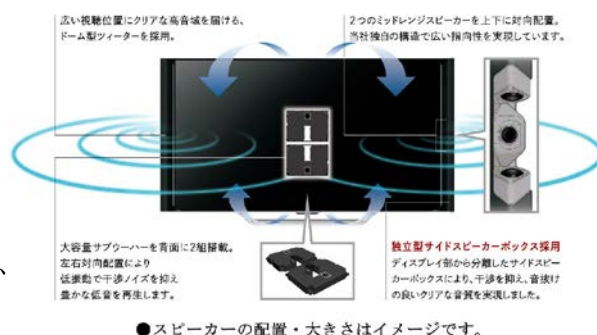 広い視聴位置にクリアな高音域を届ける、
ドーム型ツィーターを採用。
2つのミッドレンジスピーカーを上下に対向配置。
当社独自の構造で広い指向性を実現しています。
大容量サブウーハーを背面に2組搭載。
左右対向配置により
低振動で干渉ノイズを抑え
豊かな低音を再生します。
独立型サイドスピーカーボックス採用
ディスプレイ部から分離したサイドスピー
カーボックスにより、干渉を抑え、音抜け
の良いクリアな音質を実現しました。
、
●スピーカーの配置・大きさはイメージです。